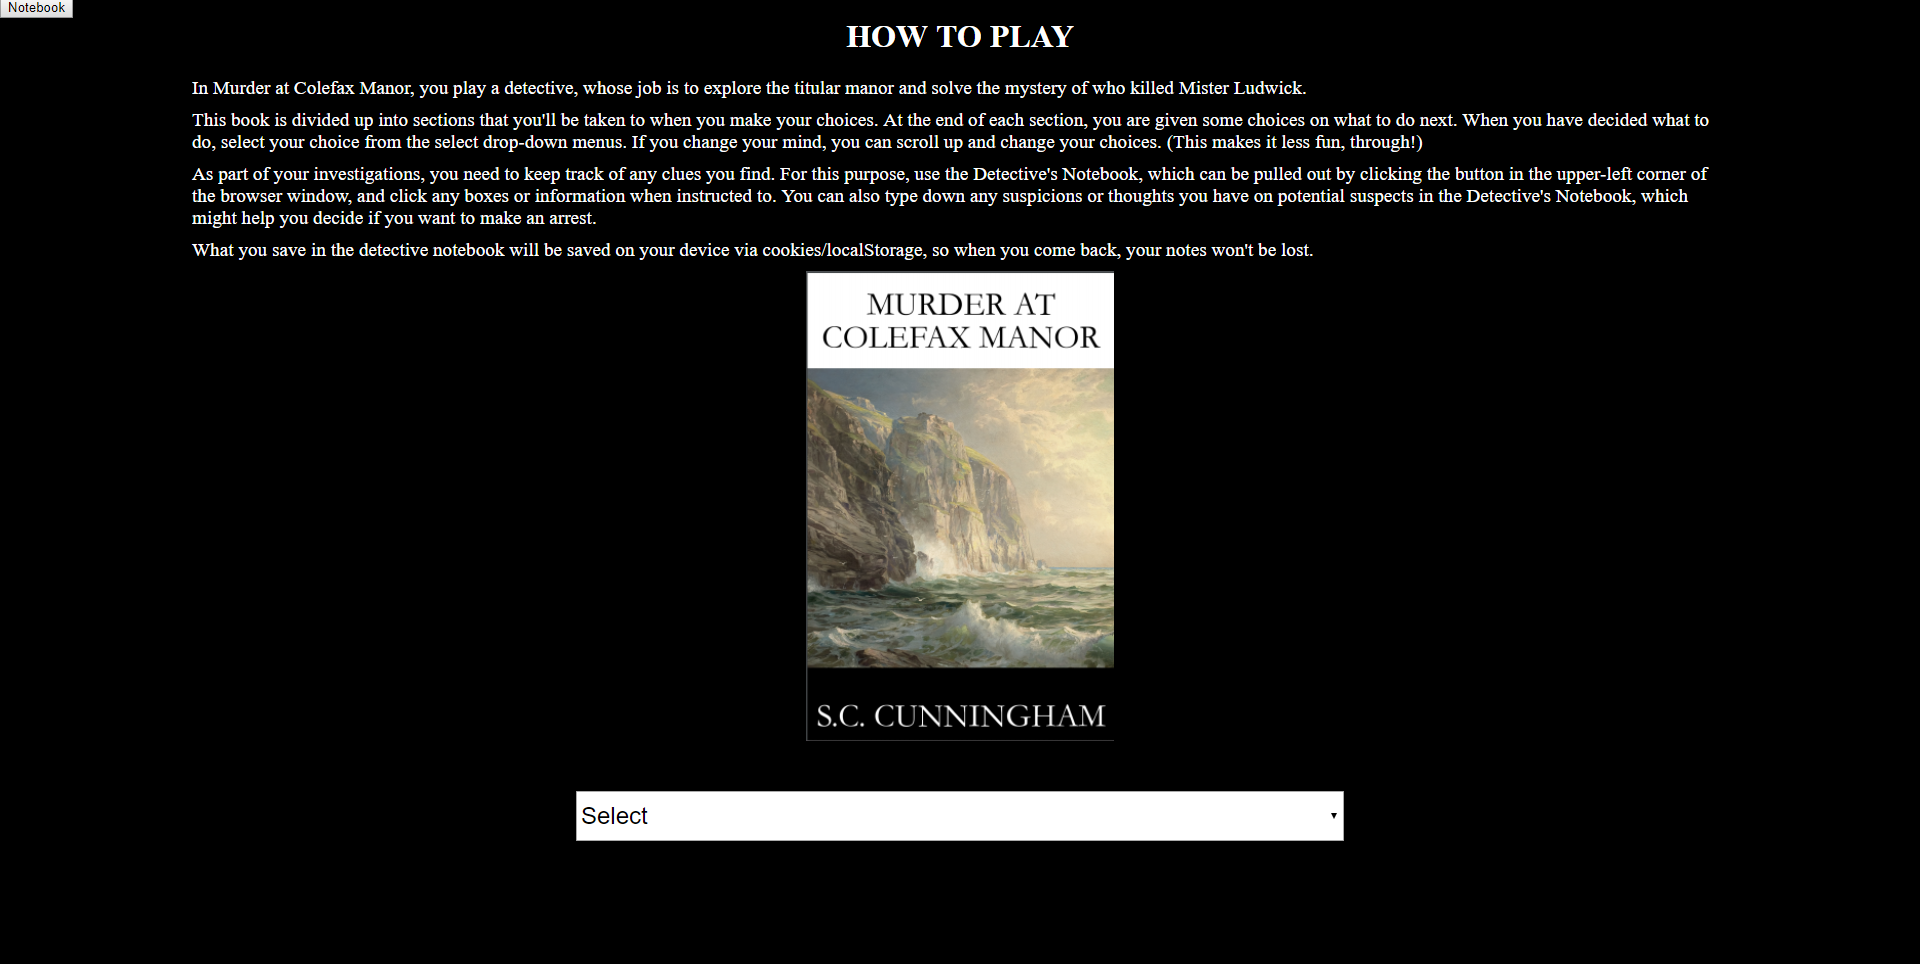 Notebook
HOW TO PLAY
In Murder at Colefax Manor, you play a detective, whose job is to explore the titular manor and solve the mystery of who killed Mister Ludwick.
This book is divided up into sections that you'll be taken to when you make your choices. At the end of each section, you are given some choices on what to do next. When you have decided what to
do, select your choice from the select drop-down menus. If you change your mind, you can scroll up and change your choices. (This makes it less fun, through!)
As part of your investigations, you need to keep track of any clues you find. For this purpose, use the Detective's Notebook, which can be pulled out by clicking the button in the upper-left corner of
the browser window, and click any boxes or information when instructed to. You can also type down any suspicions or thoughts you have on potential suspects in the Detective's Notebook, which
might help you decide if you want to make an arrest.
What you save in the detective notebook will be saved on your device via cookies/localStorage, so when you come back, your notes won't be lost.
MURDER AT
COLEFAX MANOR
S.C. CUNNINGHAM
Select